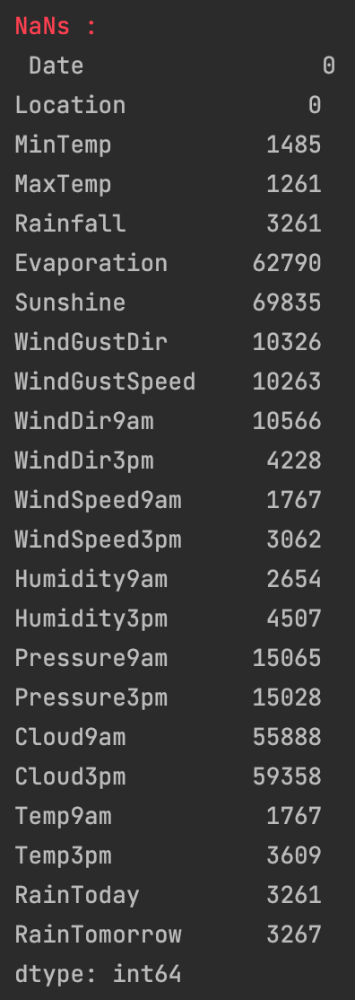 NaNs :
Date 0
Location 0
MinTemp 1485
MaxTemp 1261
Rainfall 3261
Evaporation 62790
Sunshine 69835
WindGustDir 10326
WindGustSpeed 10263
WindDir9am 10566
WindDir3pm 4228
WindSpeed9am 1767
WindSpeed3pm 3062
Humidity9am 2654
Humidity3pm 4507
Pressure9am 15065
Pressure3pm 15028
Cloud9am 55888
Cloud3pm 59358
Temp9am 1767
Temp3pm 3609
RainToday 3261
RainTomorrow 3267
dtype: int64